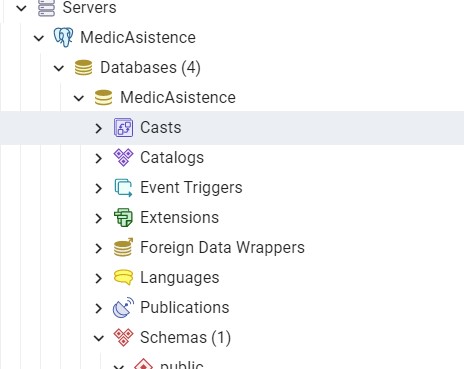 Servers
MedicAsistence
Databases (4)
MedicAsistence
Casts
Catalogs
Event Triggers
Extensions
Foreign Data Wrappers
Languages
Publications
Schemas (1)
public